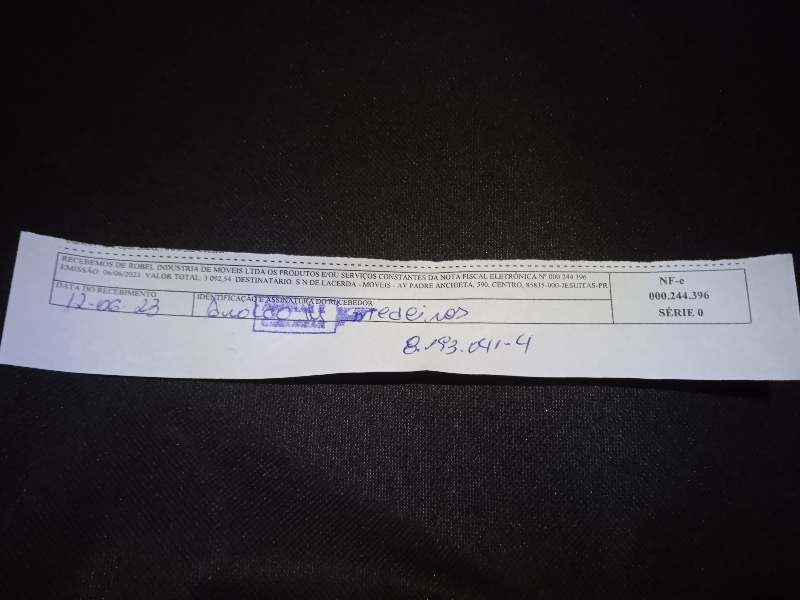 RECEBEMOS DE ROBEL INDUSTRIA DE MOVEIS LTDA OS PRODUTOS E/OU SERVIÇOS CONSTANTES DA NOTA FISCAL ELETRÔNICA Nº 000.244.396
EMISSÃO: 06/06/2023 VALOR TOTAL: 3.092,54 DESTINATARIO: S N DE LACERDA - MOVEIS - AV PADRE ANCHIETA, 590, CENTRO, 85835-000-JESUITAS-PR
NF-e
000.244.396
SÉRIE 0
DATA DO RECEBIMENTO
12-06-23
IDENTIFICAÇÃO E ASSINATURA DO RECEBEDOR
Medeiros
8.193.041-4